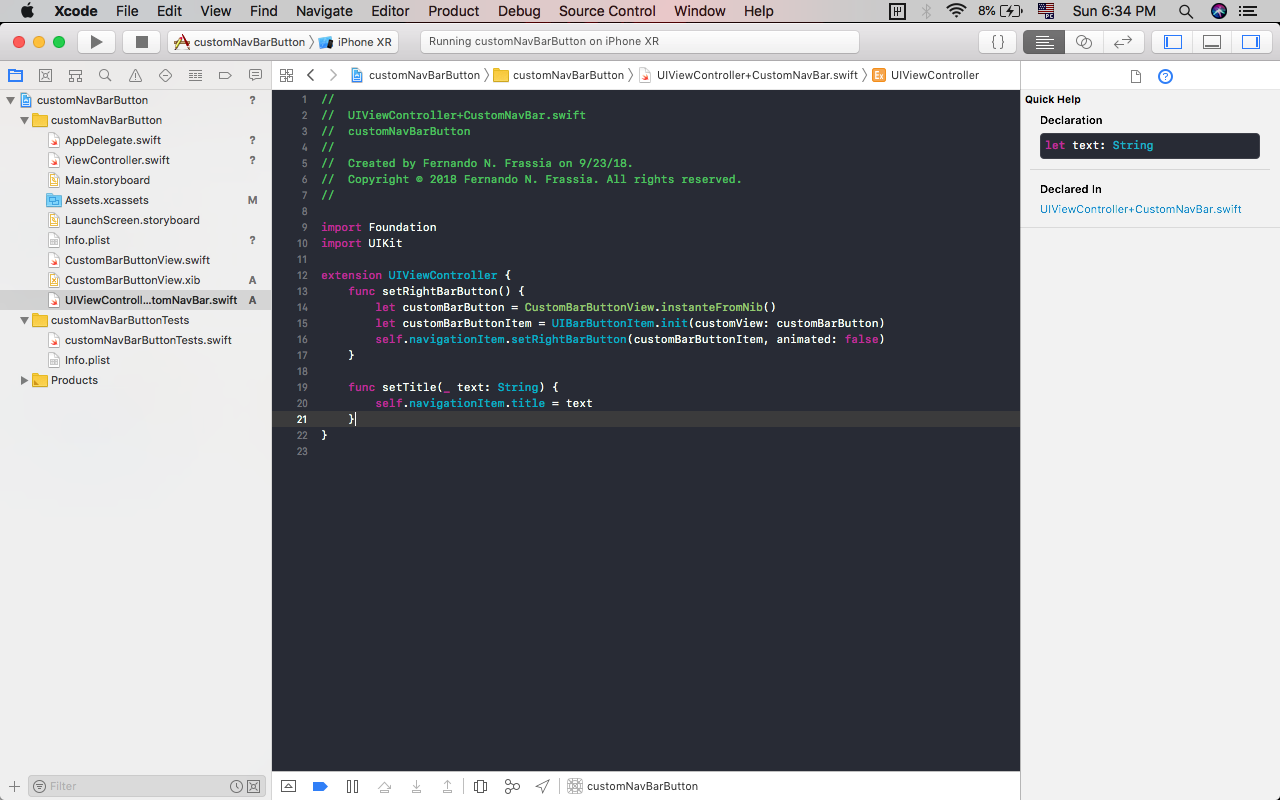 Xcode File Edit View Find Navigate Editor Product Debug Source Control Window Help 8% Sun 6:34 PM
customNavBarButton iPhone XR Running customNavBarButton on iPhone XR { }
customNavBarButton customNavBarButton UIViewController+CustomNavBar.swift Ex UIViewController
customNavBarButton ?
customNavBarButton
AppDelegate.swift ?
ViewController.swift ?
Main.storyboard
Assets.xcassets M
LaunchScreen.storyboard
Info.plist ?
CustomBarButtonView.swift
CustomBarButtonView.xib A
UIViewControll...tomNavBar.swift A
customNavBarButtonTests
customNavBarButtonTests.swift
Info.plist
Products
Filter
1 //
2 // UIViewController+CustomNavBar.swift
3 // customNavBarButton
4 //
5 // Created by Fernando N. Frassia on 9/23/18.
6 // Copyright © 2018 Fernando N. Frassia. All rights reserved.
7 //
8
9 import Foundation
10 import UIKit
11
12 extension UIViewController {
13 func setRightBarButton() {
14 let customBarButton = CustomBarButtonView.instanteFromNib()
15 let customBarButtonItem = UIBarButtonItem.init(customView: customBarButton)
16 self.navigationItem.setRightBarButton(customBarButtonItem, animated: false)
17 }
18
19 func setTitle(_ text: String) {
20 self.navigationItem.title = text
21 }
22 }
23
customNavBarButton
Quick Help
Declaration
let text: String
Declared In
UIViewController+CustomNavBar.swift